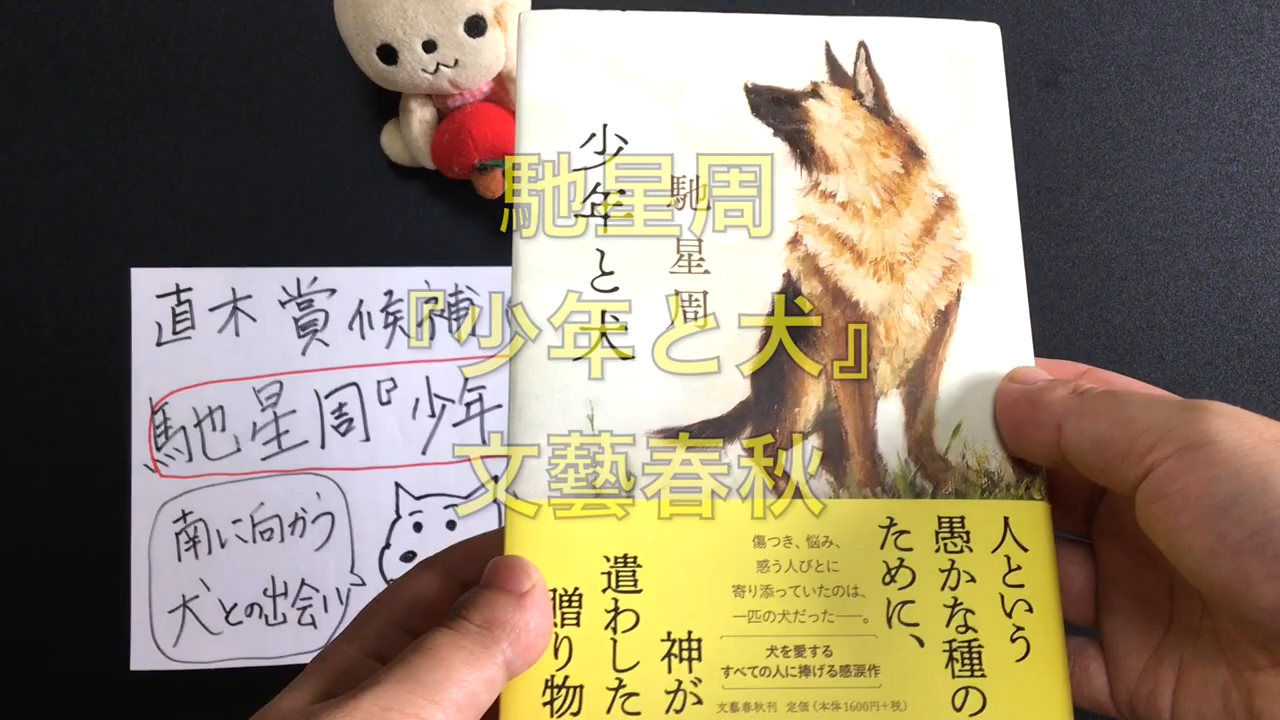 馳星周
『少年と犬』
文藝春秋
少年と犬
馳星周
人という
愚かな種の
ために、
神が
遣わした
贈り物
傷つき、悩み、
惑う人びとに
寄り添っていたのは、
一匹の犬だった――。
犬を愛する
すべての人に捧げる感涙作
文藝春秋刊 定価(本体1600円+税)
直木賞候補
馳星周『少年
南に向かう
犬との出会い